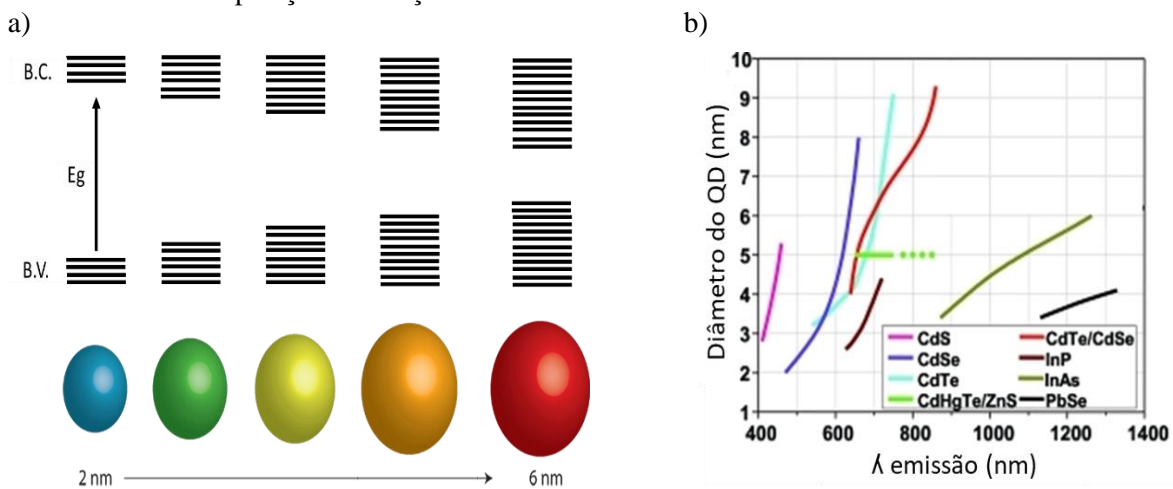 a)
B.C.
Eg
B.V.
2 nm
6 nm
b)
Diâmetro do QD (nm)
10
9
8
7
6
5
4
3
2
1
CdS
CdSe
CdTe
CdHgTe/ZnS
CdTe/CdSe
InP
InAs
PbSe
400
600
800
1000
1200
1400
λ emissão (nm)